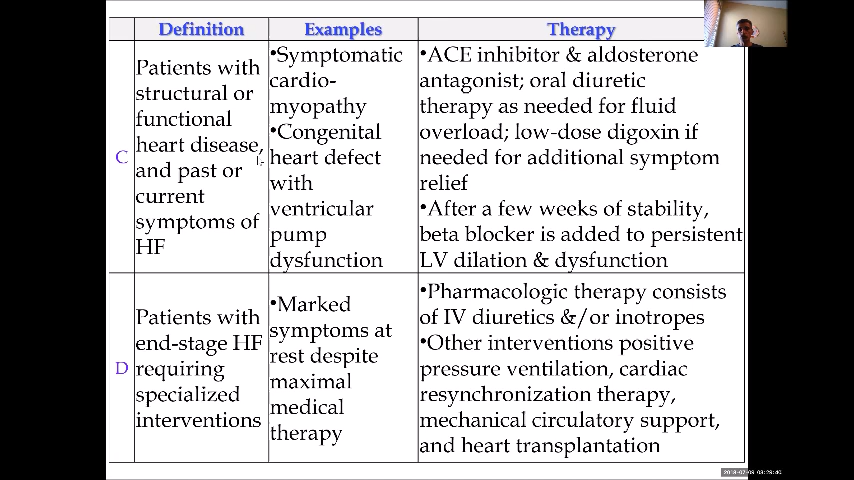 Definition
Examples
Therapy
C
Patients with
structural or
functional
heart disease,
and past or
current
symptoms of
HF
•Symptomatic
cardio-
myopathy
•Congenital
heart defect
with
ventricular
pump
dysfunction
•ACE inhibitor & aldosterone
antagonist; oral diuretic
therapy as needed for fluid
overload; low-dose digoxin if
needed for additional symptom
relief
•After a few weeks of stability,
beta blocker is added to persistent
LV dilation & dysfunction
D
Patients with
end-stage HF
requiring
specialized
interventions
•Marked
symptoms at
rest despite
maximal
medical
therapy
•Pharmacologic therapy consists
of IV diuretics &/or inotropes
•Other interventions positive
pressure ventilation, cardiac
resynchronization therapy,
mechanical circulatory support,
and heart transplantation